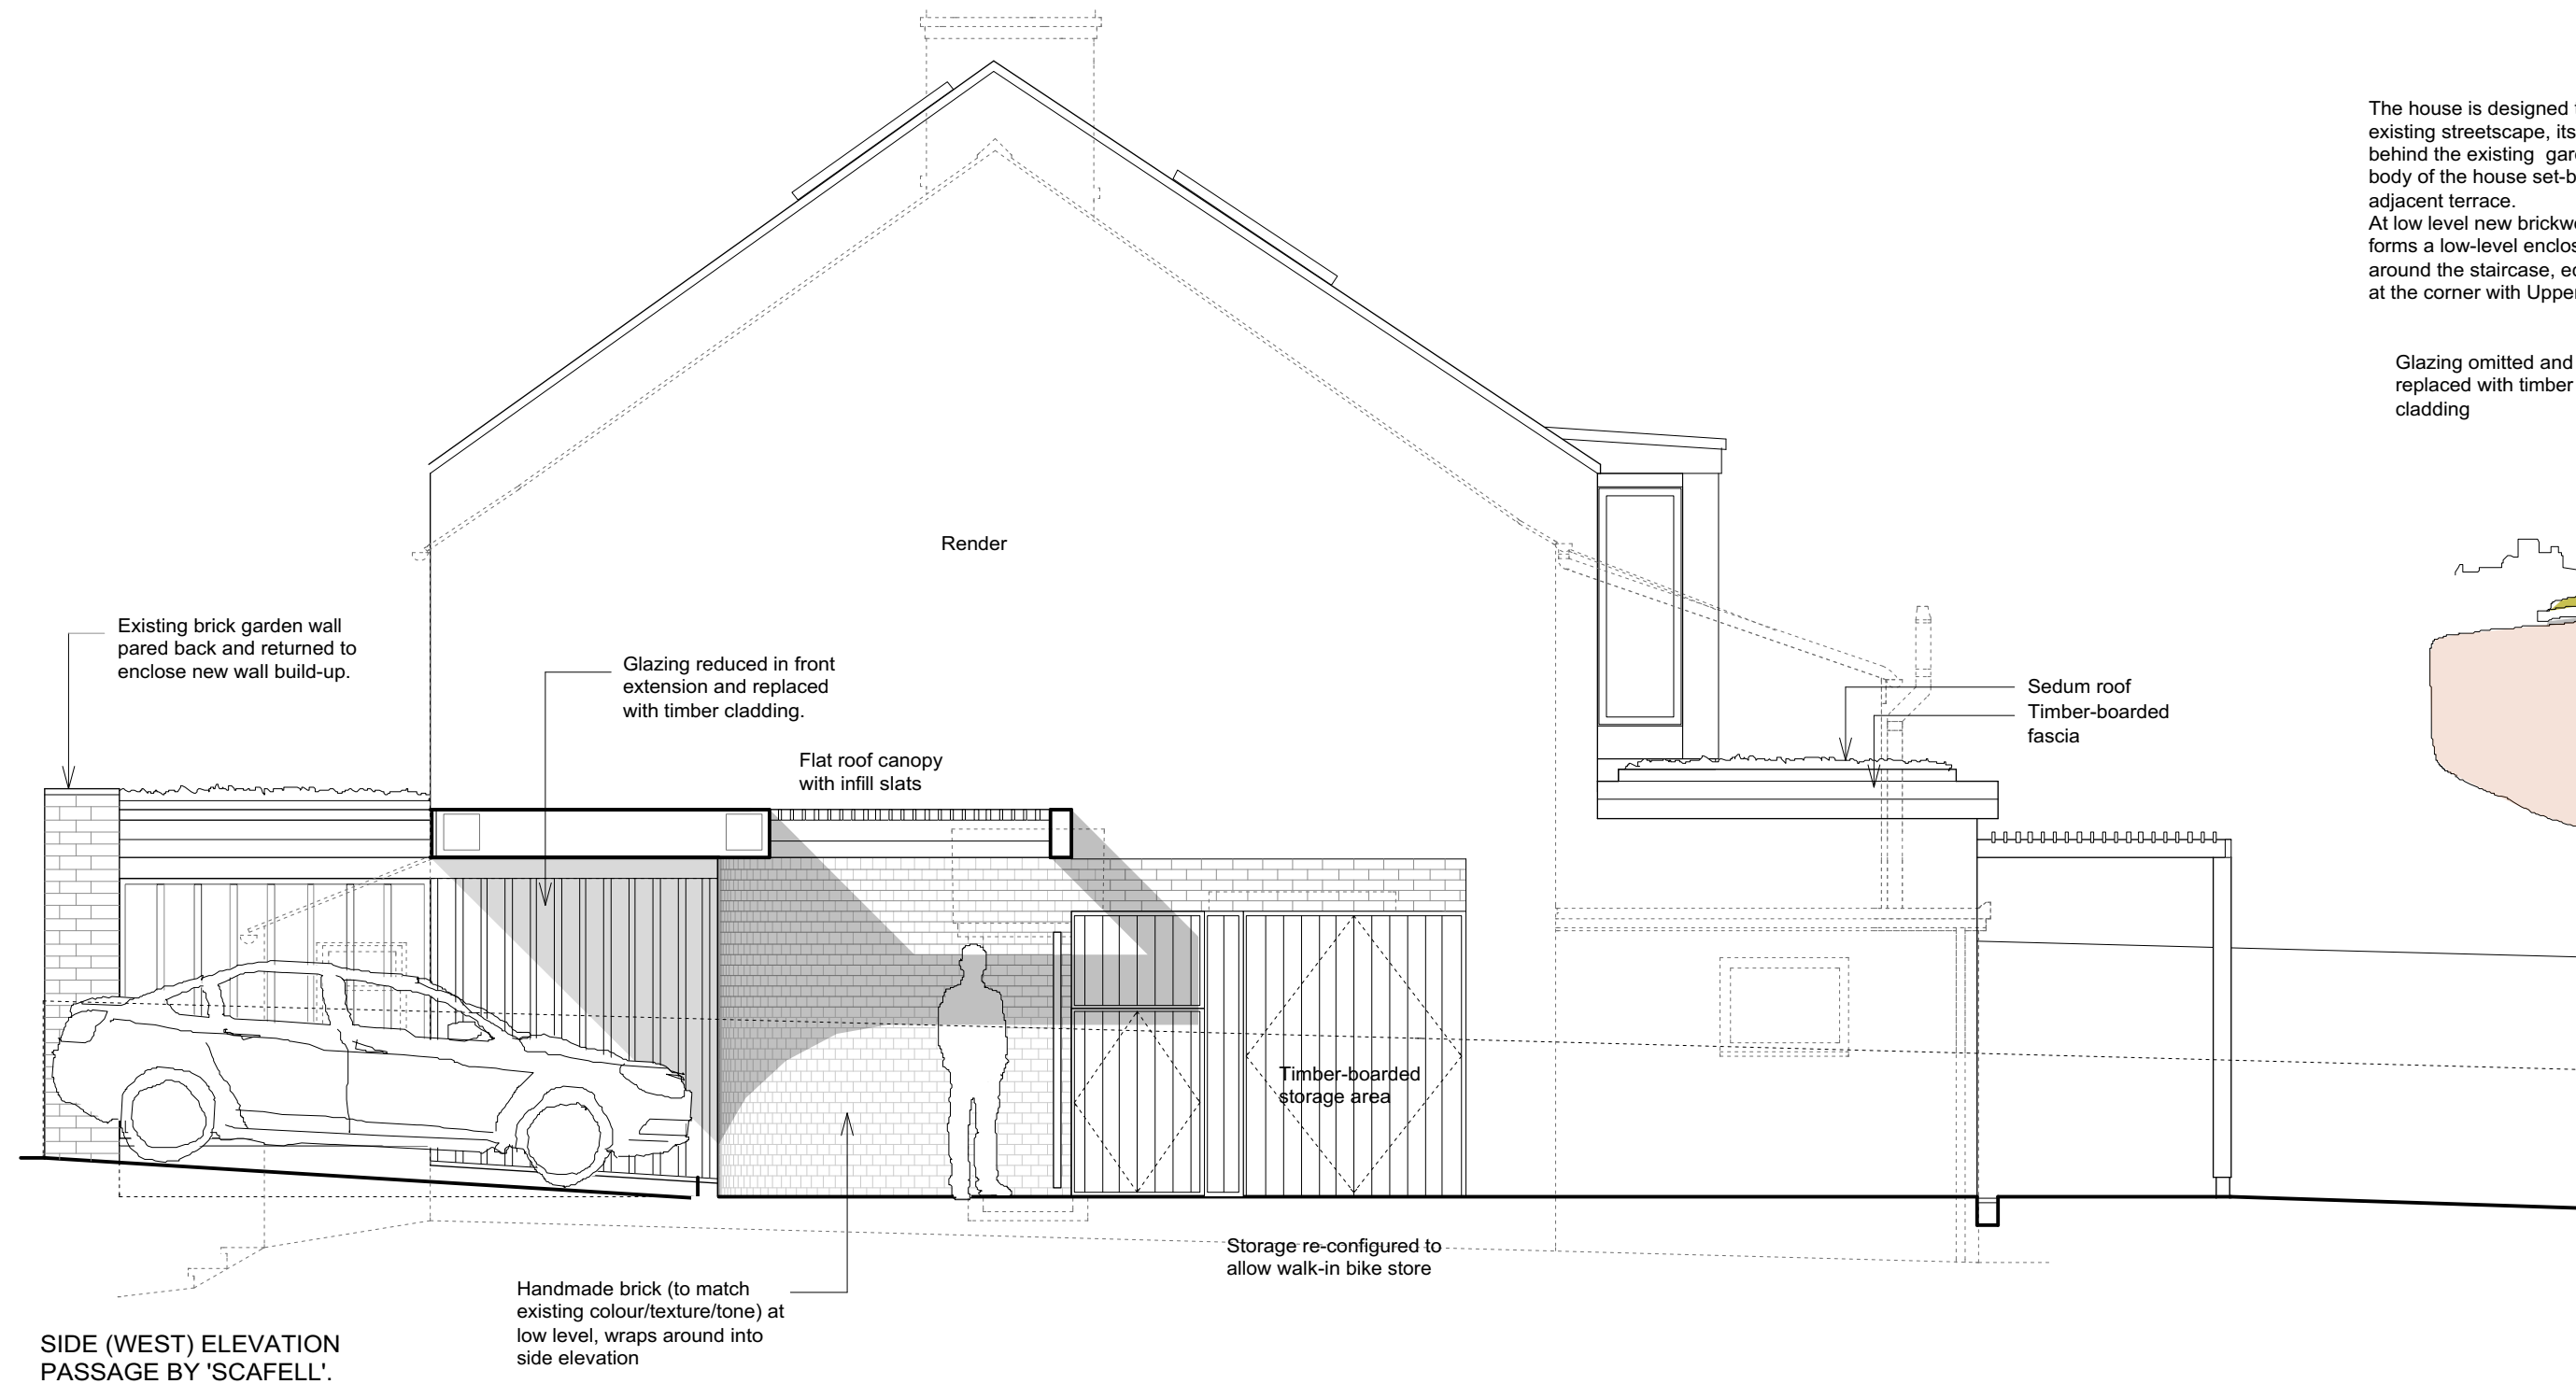 The house is designed
existing streetscape, its
behind the existing
body of the house
adjacent terrace.
At low level new
forms a low-level
around the staircase,
at the corner with
Glazing omitted and
replaced with timber
cladding
Render
Existing brick garden wall
pared back and returned to
enclose new wall build-up.
Glazing reduced in front
extension and replaced
with timber cladding.
Sedum roof
Timber-boarded
fascia
Flat roof canopy
with infill slats
Timber-boarded
storage area
Storage re-configured to
allow walk-in bike store
Handmade brick (to match
existing colour/texture/tone) at
low level, wraps around into
side elevation
SIDE (WEST) ELEVATION
PASSAGE BY 'SCAFELL'.